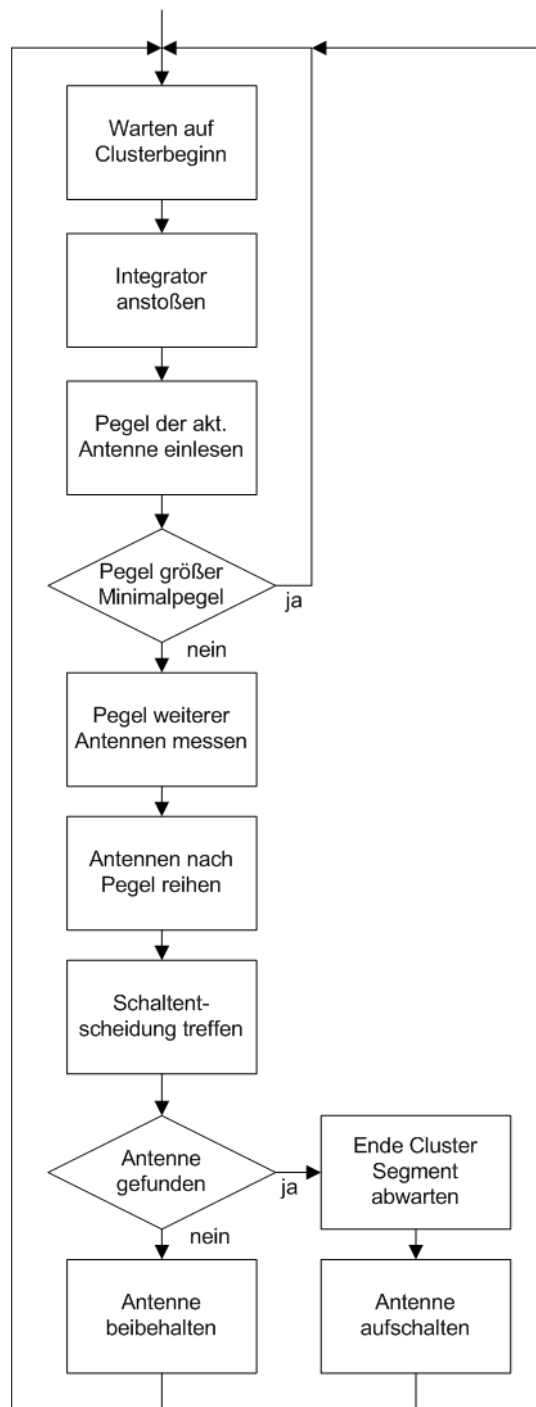 Warten auf
Clusterbeginn
Integrator
anstoßen
Pegel der akt.
Antenne einlesen
Pegel größer
Minimalpegel
ja
nein
Pegel weiterer
Antennen messen
Antennen nach
Pegel reihen
Schaltent-
scheidung treffen
Antenne
gefunden
ja
nein
Ende Cluster
Segment
abwarten
Antenne
beibehalten
Antenne
aufschalten